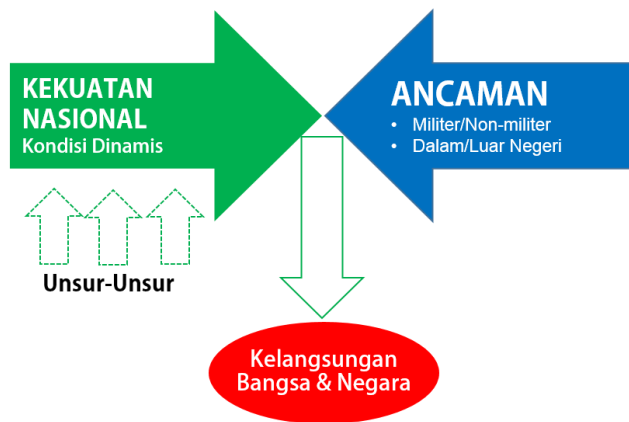 KEKUATAN
NASIONAL
Kondisi Dinamis
ANCAMAN
• Militer/Non-militer
• Dalam/Luar Negeri
Unsur-Unsur
Kelangsungan
Bangsa & Negara